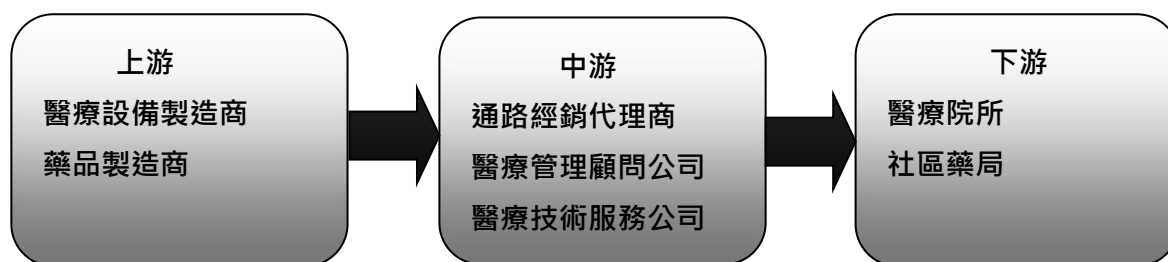 上游
醫療設備製造商
藥品製造商
中游
通路經銷代理商
醫療管理顧問公司
醫療技術服務公司
下游
醫療院所
社區藥局